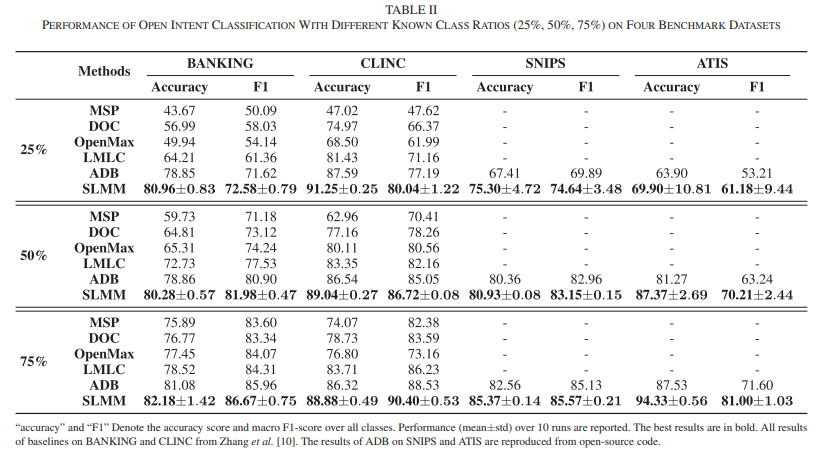 TABLE II
PERFORMANCE OF OPEN INTENT CLASSIFICATION WITH DIFFERENT KNOWN CLASS RATIOS (25%, 50%, 75%) ON FOUR BENCHMARK DATASETS
Methods BANKING CLINC SNIPS ATIS
Accuracy F1 Accuracy F1 Accuracy F1 Accuracy F1
25%
MSP 43.67 50.09 47.02 47.62 - - - -
DOC 56.99 58.03 74.97 66.37 - - - -
OpenMax 49.94 54.14 68.50 61.99 - - - -
LMLC 64.21 61.36 81.43 71.16 - - - -
ADB 78.85 71.62 87.59 77.19 67.41 69.89 63.90 53.21
SLMM 80.96±0.83 72.58±0.79 91.25±0.25 80.04±1.22 75.30±4.72 74.64±3.48 69.90±10.81 61.18±9.44
50%
MSP 59.73 71.18 62.96 70.41 - - - -
DOC 64.81 73.12 77.16 78.26 - - - -
OpenMax 65.31 74.24 80.11 80.56 - - - -
LMLC 72.73 77.53 83.35 82.16 - - - -
ADB 78.86 80.90 86.54 85.05 80.36 82.96 81.27 63.24
SLMM 80.28±0.57 81.98±0.47 89.04±0.27 86.72±0.08 80.93±0.08 83.15±0.15 87.37±2.69 70.21±2.44
75%
MSP 75.89 83.60 74.07 82.38 - - - -
DOC 76.77 83.34 78.73 83.59 - - - -
OpenMax 77.45 84.07 76.80 73.16 - - - -
LMLC 78.52 84.31 83.71 86.23 - - - -
ADB 81.08 85.96 86.32 88.53 82.56 85.13 87.53 71.60
SLMM 82.18±1.42 86.67±0.75 88.88±0.49 90.40±0.53 85.37±0.14 85.57±0.21 94.33±0.56 81.00±1.03
"accuracy" and "F1" Denote the accuracy score and macro F1-score over all classes. Performance (mean±std) over 10 runs are reported. The best results are in bold. All results
of baselines on BANKING and CLINC from Zhang et al. [10]. The results of ADB on SNIPS and ATIS are reproduced from open-source code.